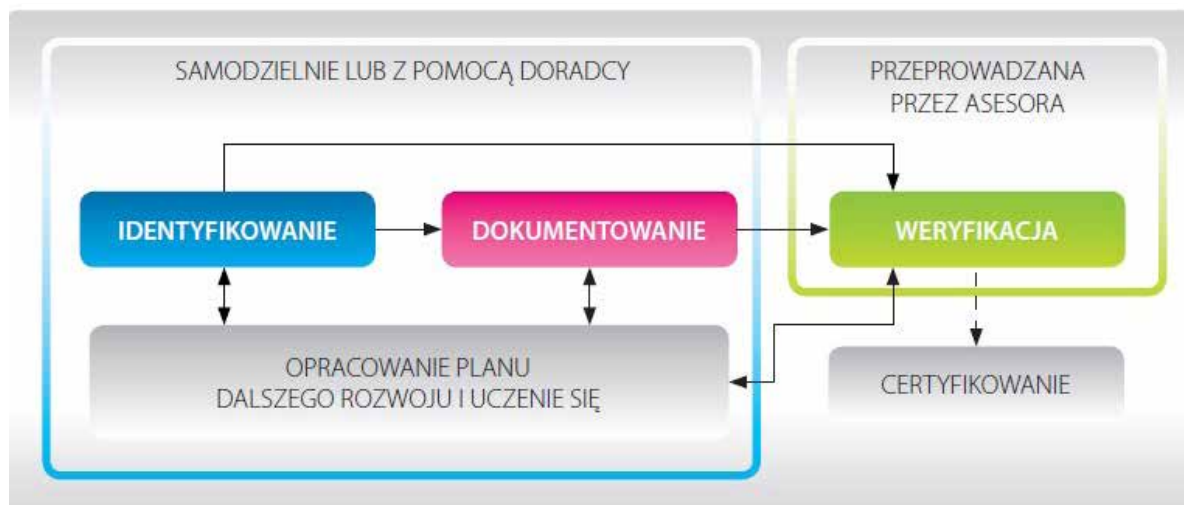 SAMODZIELNIE LUB Z POMOCĄ DORADCY
PRZEPROWADZANA
PRZEZ ASESORA
IDENTYFIKOWANIE
DOKUMENTOWANIE
WERYFIKACJA
OPRACOWANIE PLANU
DALSZEGO ROZWOJU I UCZENIE SIĘ
CERTYFIKOWANIE